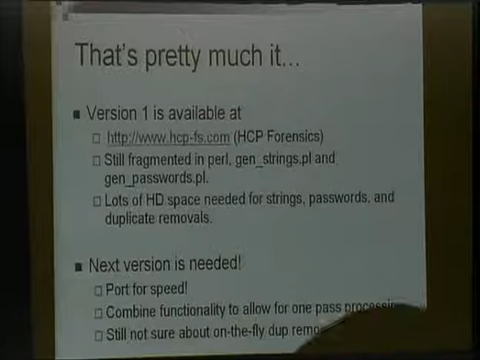 That's pretty much it...
Version 1 is available at
http://www.hcp-fs.com (HCP Forensics)
Still fragmented in perl, gen_strings.pl and
gen_passwords.pl.
Lots of HD space needed for strings, passwords, and
duplicate removals.
Next version is needed!
Port for speed!
Combine functionality to allow for one pass
Still not sure about on-the-fly dup